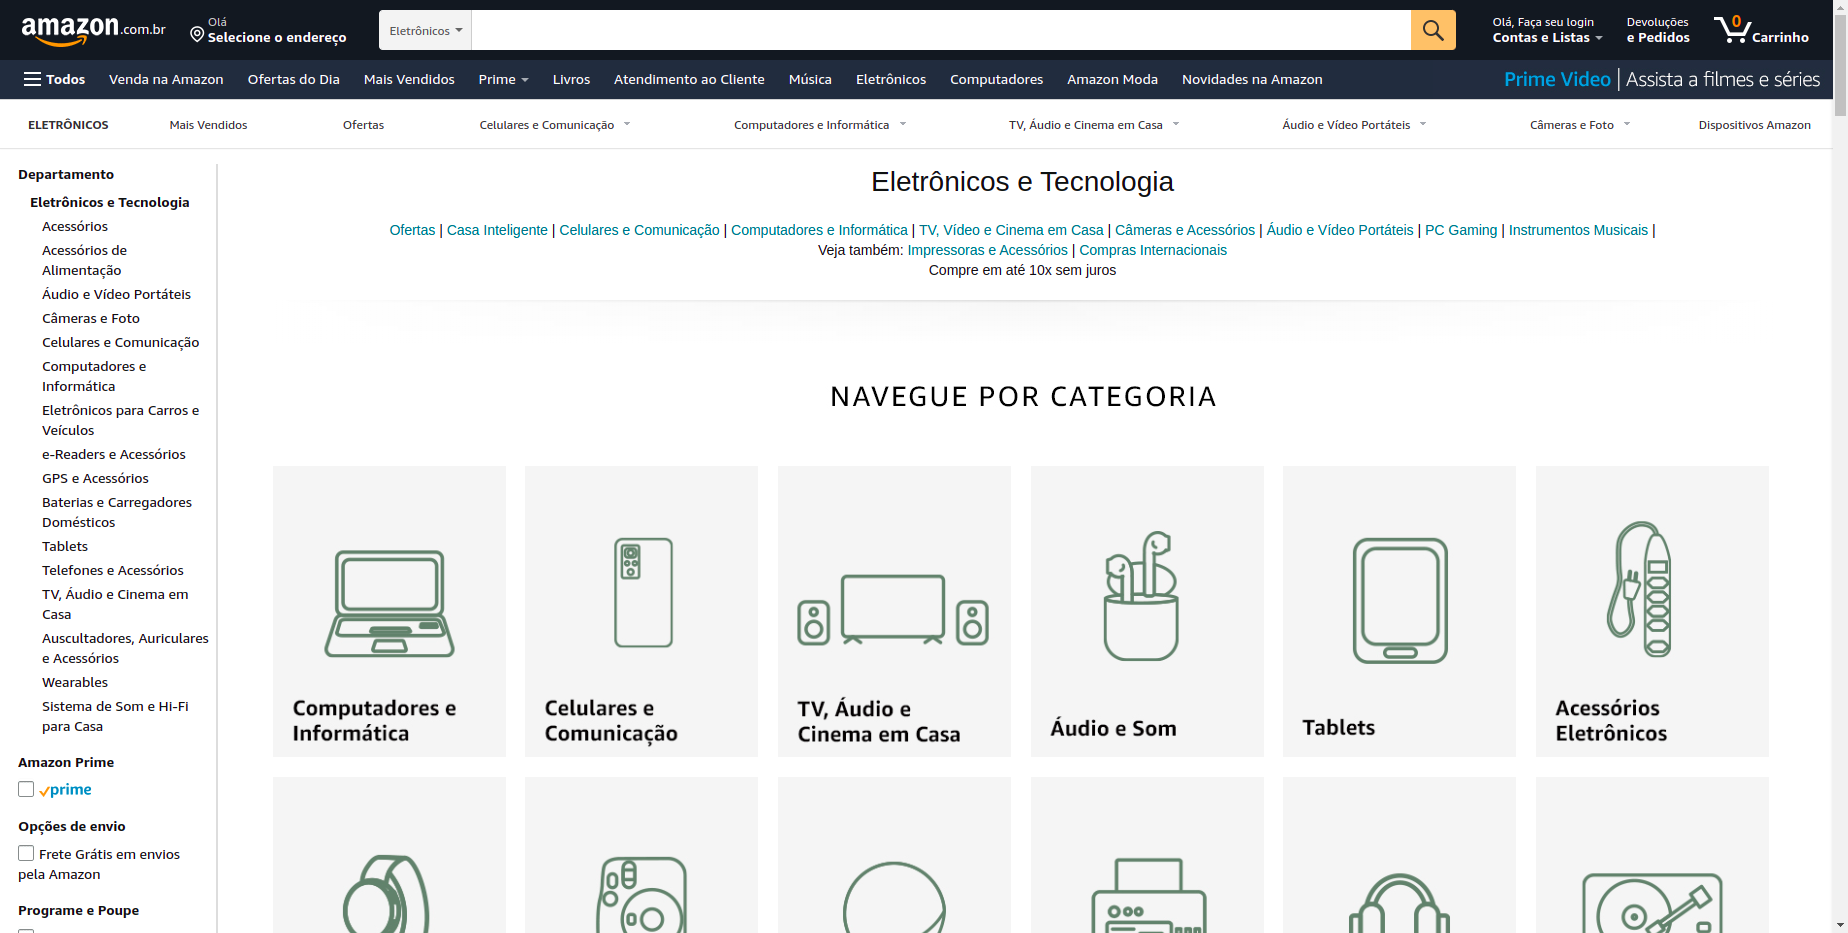 amazon.com.br
Olá
Selecione o endereço
Eletrônicos
Olá, Faça seu login
Contas e Listas
Devoluções
e Pedidos
0
Carrinho
Todos
Venda na Amazon
Ofertas do Dia
Mais Vendidos
Prime
Livros
Atendimento ao Cliente
Música
Eletrônicos
Computadores
Amazon Moda
Novidades na Amazon
Prime Video | Assista a filmes e séries
ELETRÔNICOS
Mais Vendidos
Ofertas
Celulares e Comunicação
Computadores e Informática
TV, Áudio e Cinema em Casa
Áudio e Vídeo Portáteis
Câmeras e Foto
Dispositivos Amazon
Departamento
Eletrônicos e Tecnologia
Acessórios
Acessórios de
Alimentação
Áudio e Vídeo Portáteis
Câmeras e Foto
Celulares e Comunicação
Computadores e
Informática
Eletrônicos para Carros e
Veículos
e-Readers e Acessórios
GPS e Acessórios
Baterias e Carregadores
Domésticos
Tablets
Telefones e Acessórios
TV, Áudio e Cinema em
Casa
Auscultadores, Auriculares
e Acessórios
Wearables
Sistema de Som e Hi-Fi
para Casa
Amazon Prime
prime
Opções de envio
Frete Grátis em envios
pela Amazon
Programe e Poupe
Eletrônicos e Tecnologia
Ofertas | Casa Inteligente | Celulares e Comunicação | Computadores e Informática | TV, Vídeo e Cinema em Casa | Câmeras e Acessórios | Áudio e Vídeo Portáteis | PC Gaming | Instrumentos Musicais |
Veja também: Impressoras e Acessórios | Compras Internacionais
Compre em até 10x sem juros
NAVEGUE POR CATEGORIA
Computadores e
Informática
Celulares e
Comunicação
TV, Áudio e
Cinema em Casa
Áudio e Som
Tablets
Acessórios
Eletrônicos